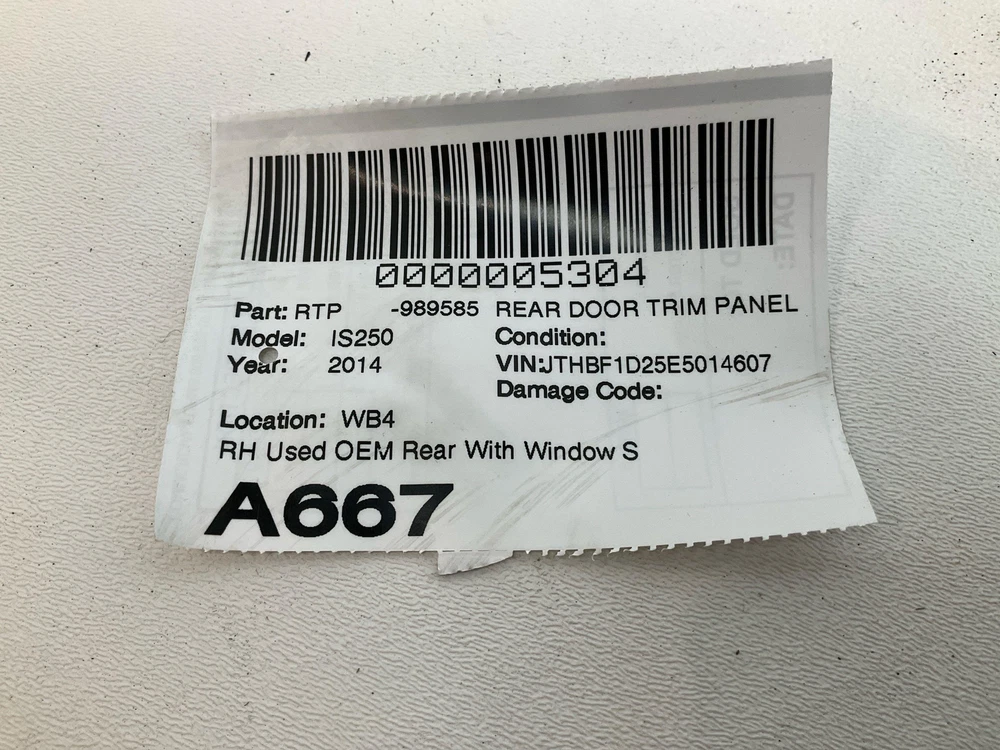 0000005304
Part: RTP -989585 REAR DOOR TRIM PANEL
Model: IS250 Condition:
Year: 2014 VIN:JTHBF1D25E5014607
Damage Code:
Location: WB4
RH Used OEM Rear With Window S
A667
DATE: